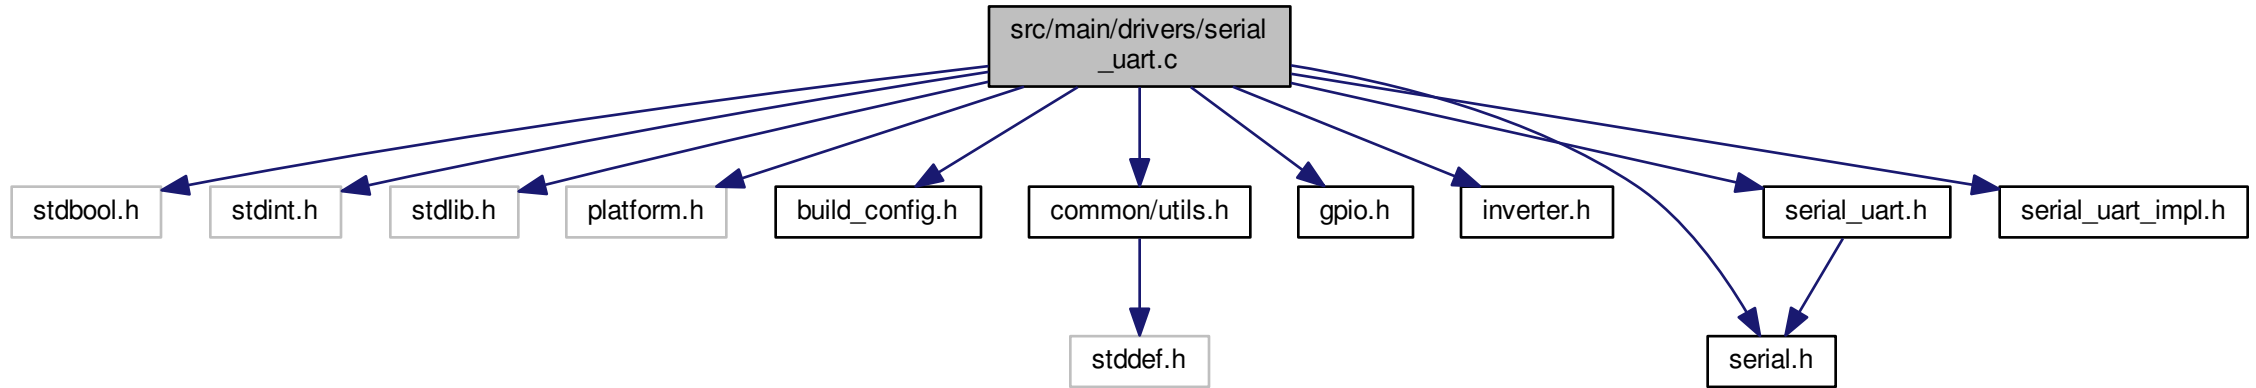 src/main/drivers/serial
_uart.c
stdbool.h
stdint.h
stdlib.h
platform.h
build_config.h
common/utils.h
gpio.h
inverter.h
serial_uart.h
serial_uart_impl.h
stddef.h
serial.h